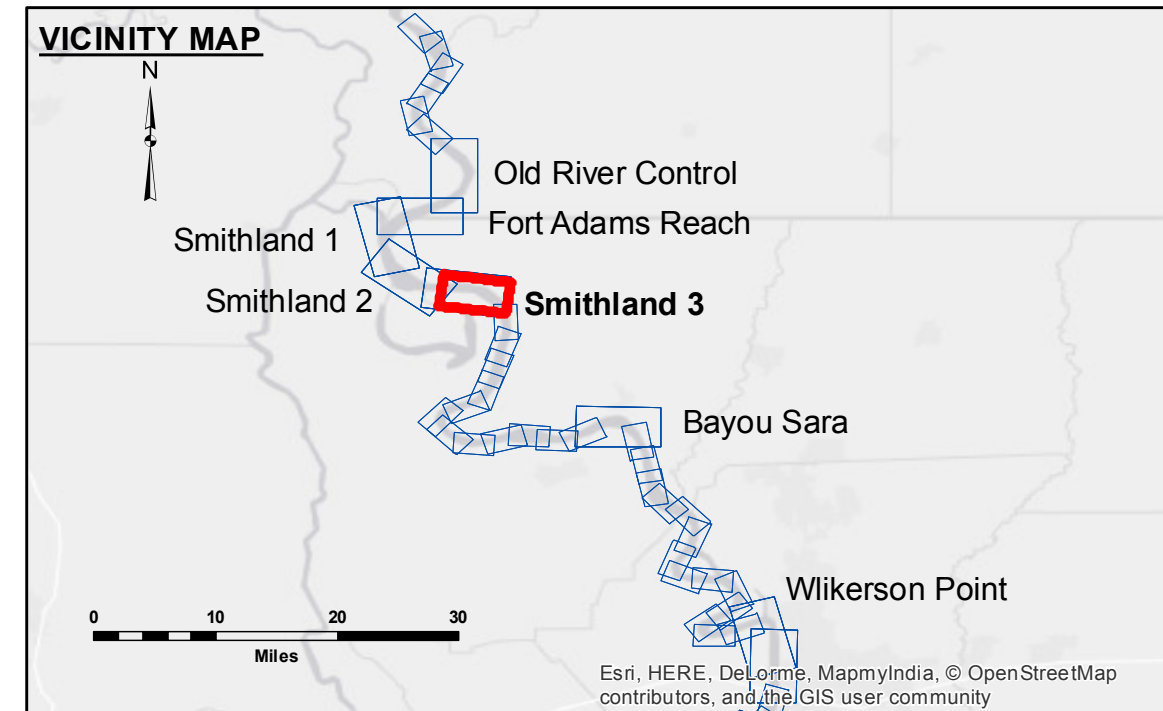 VICINITY MAP
N
Old River Control
Fort Adams Reach
Smithland 1
Smithland 2
Smithland 3
Bayou Sara
Wlikerson Point
0 10 20 30
Miles
Esri, HERE, DeLorme, MapmyIndia, © OpenStreetMap
contributors, and the GIS user community